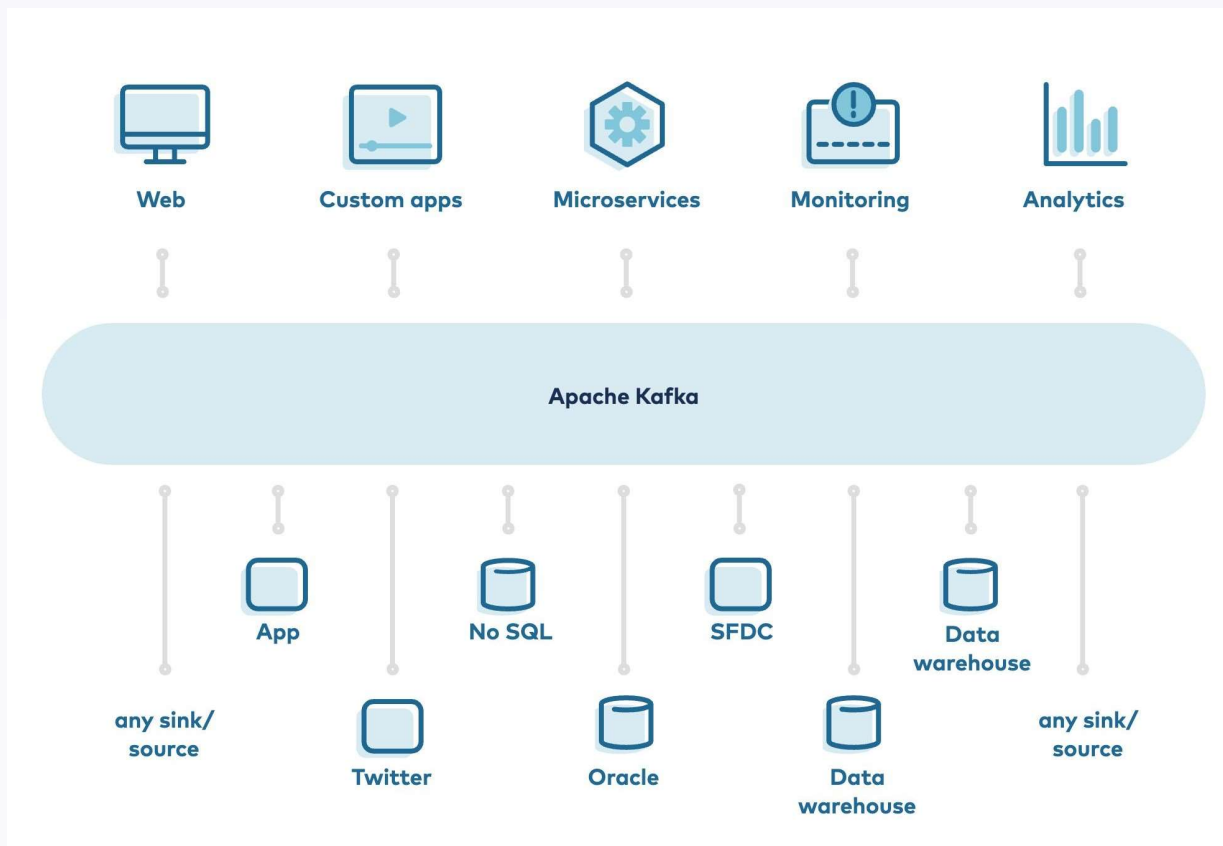 Web
Custom apps
Microservices
Monitoring
Analytics
Apache Kafka
App
No SQL
SFDC
Data
warehouse
any sink/
source
Twitter
Oracle
Data
warehouse
any sink/
source